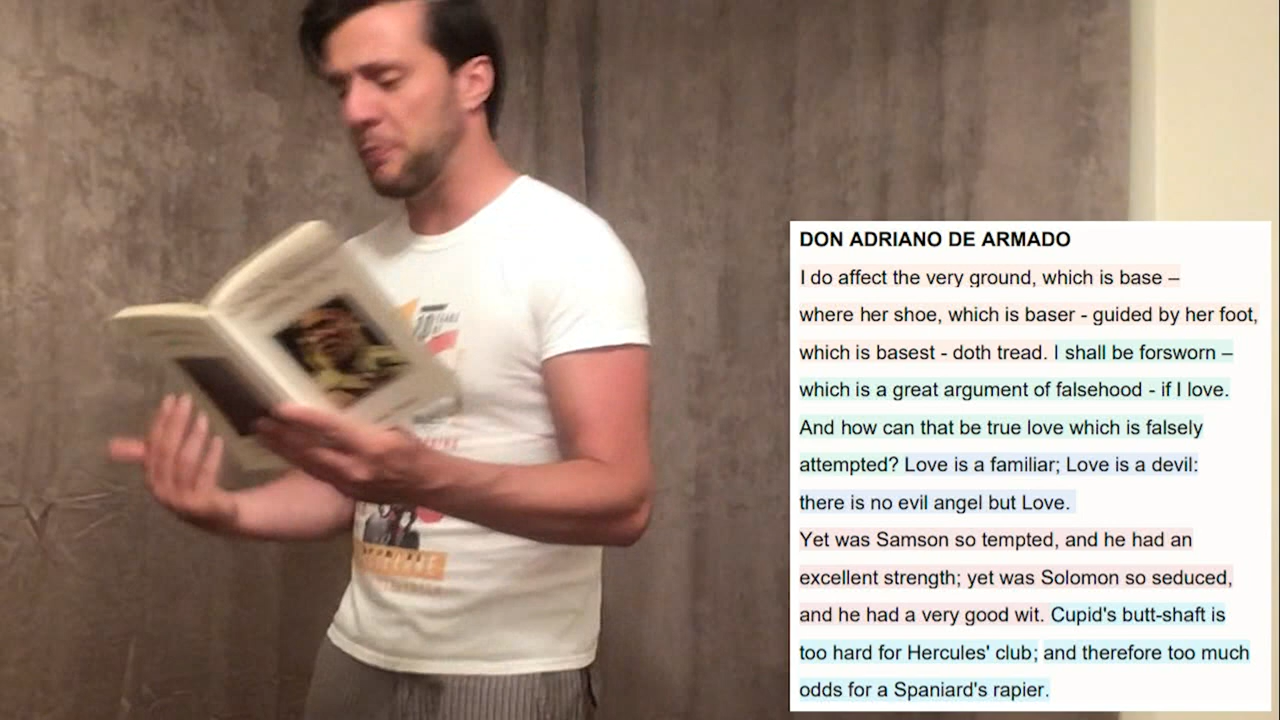 DON ADRIANO DE ARMADO
I do affect the very ground, which is base –
where her shoe, which is baser - guided by her foot,
which is basest - doth tread. I shall be forsworn –
which is a great argument of falsehood - if I love.
And how can that be true love which is falsely
attempted? Love is a familiar; Love is a devil:
there is no evil angel but Love.
Yet was Samson so tempted, and he had an
excellent strength; yet was Solomon so seduced,
and he had a very good wit. Cupid's butt-shaft is
too hard for Hercules' club; and therefore too much
odds for a Spaniard's rapier.